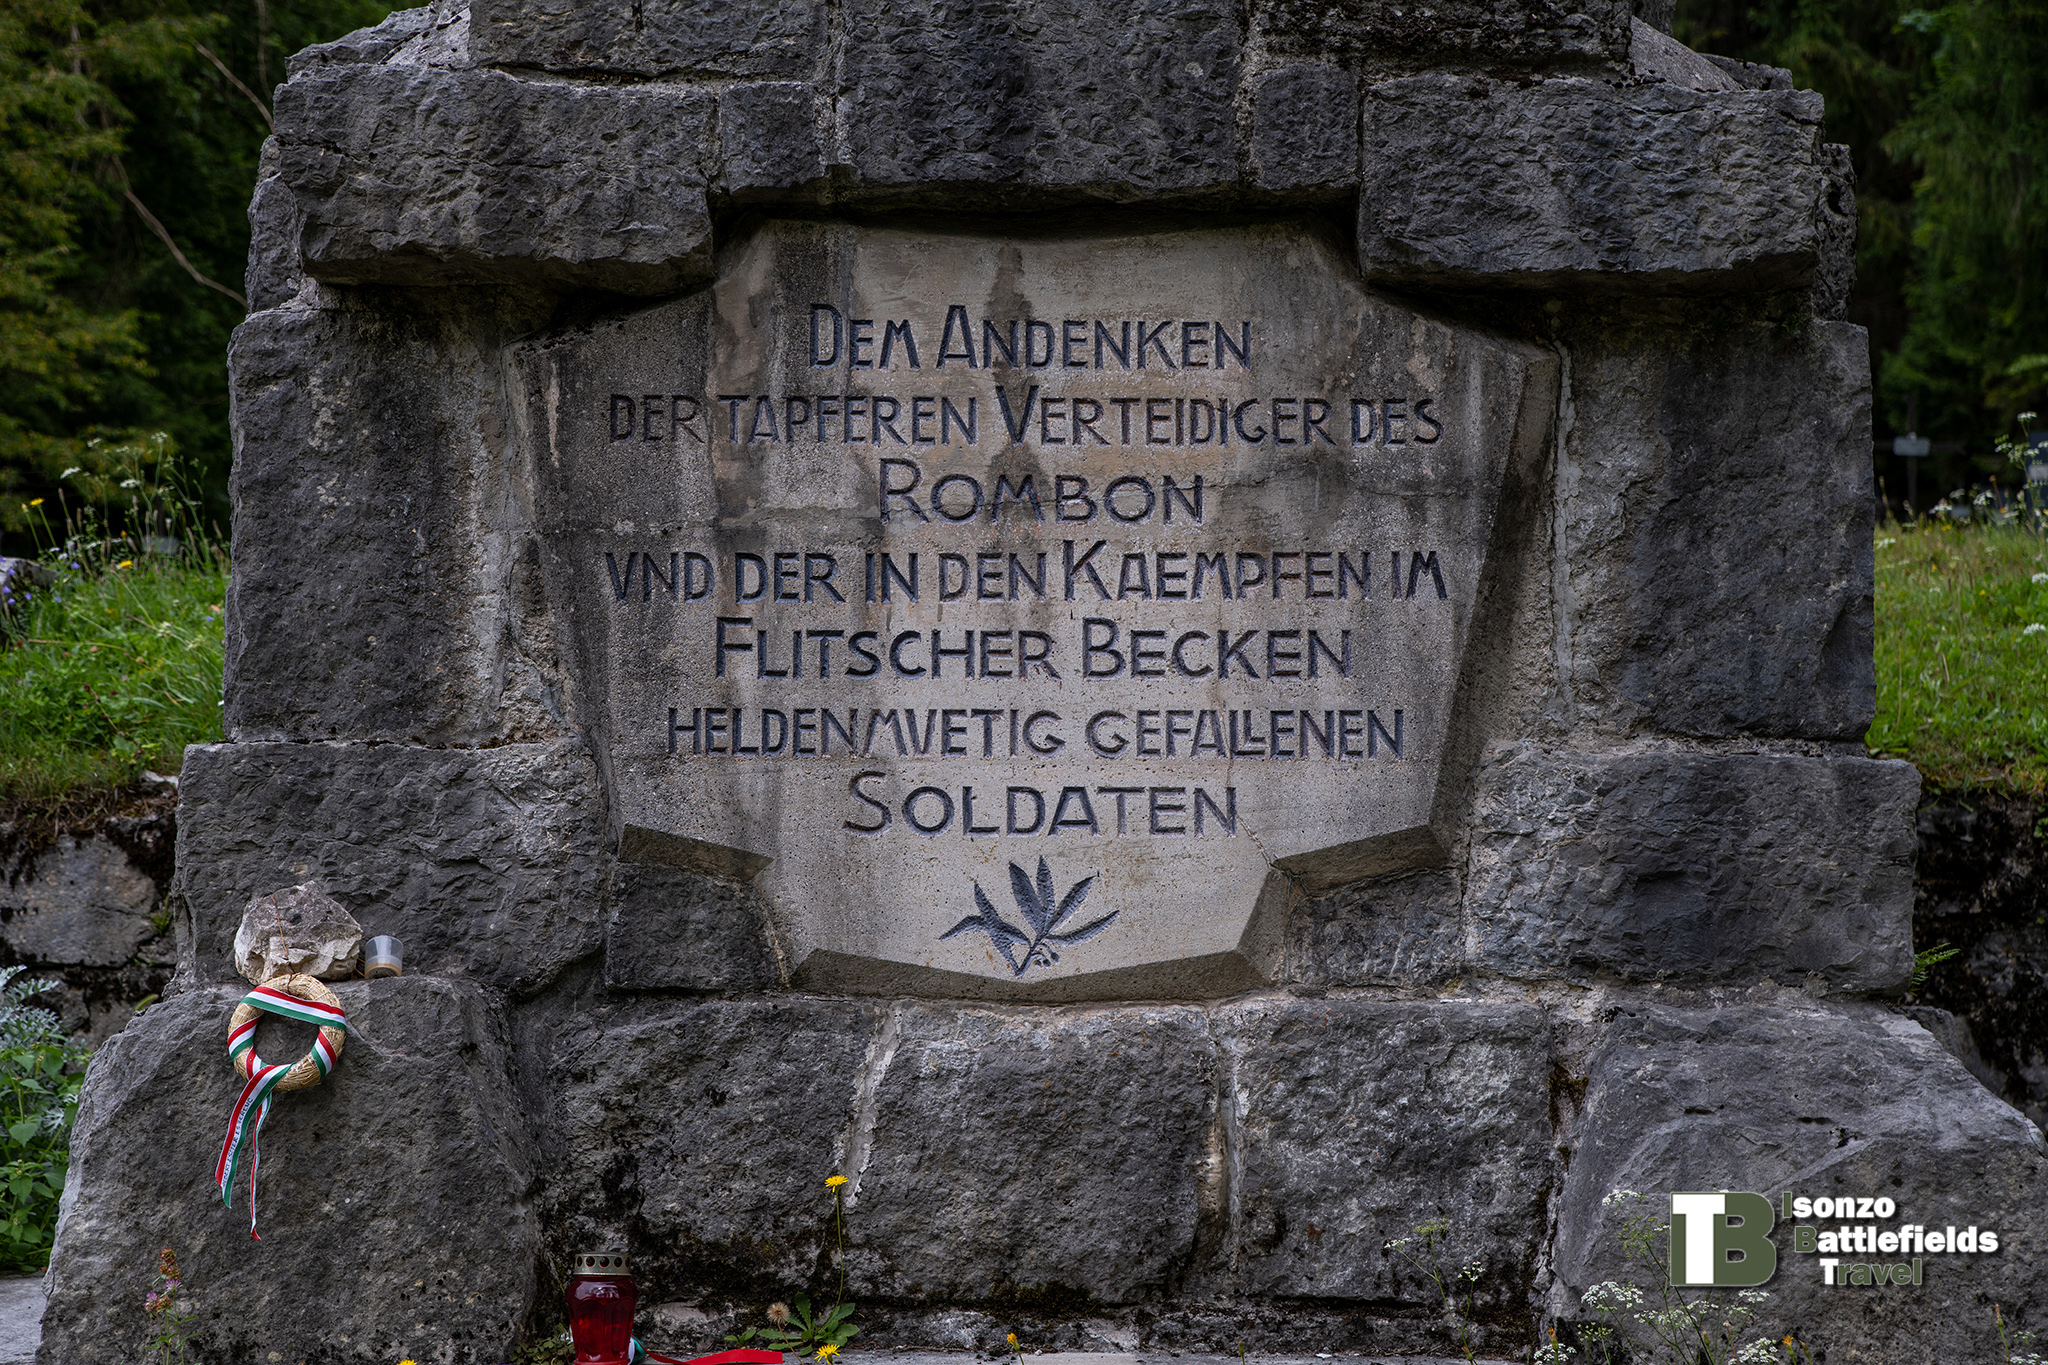 DEM ANDENKEN
DER TAPFEREN VERTEIDIGER DES
ROMBON
VND DER IN DEN KAEMPFEN IM
FLITSCHER BECKEN
HELDENMVETIG GEFALLENEN
SOLDATEN
TB Isonzo
Battlefields
Travel